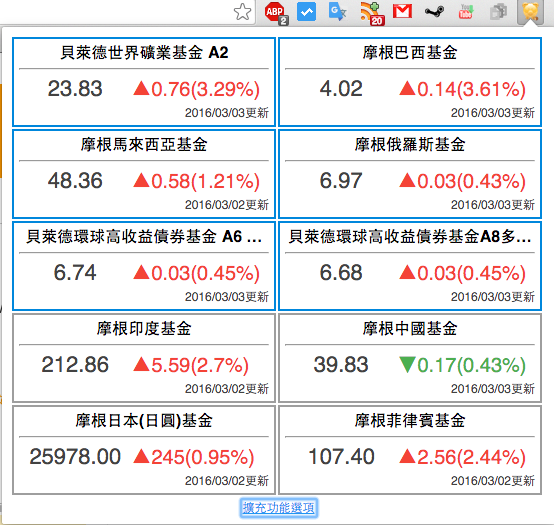 ABP
2
20
You
Tube
貝萊德世界礦業基金 A2
23.83 ▲0.76(3.29%)
2016/03/03更新
摩根巴西基金
4.02 ▲0.14(3.61%)
2016/03/03更新
摩根馬來西亞基金
48.36 ▲0.58(1.21%)
2016/03/02更新
摩根俄羅斯基金
6.97 ▲0.03(0.43%)
2016/03/03更新
貝萊德環球高收益債券基金 A6 ...
6.74 ▲0.03(0.45%)
2016/03/03更新
貝萊德環球高收益債券基金A8多...
6.68 ▲0.03(0.45%)
2016/03/03更新
摩根印度基金
212.86 ▲5.59(2.7%)
2016/03/02更新
摩根中國基金
39.83 ▼0.17(0.43%)
2016/03/03更新
摩根日本(日圓)基金
25978.00 ▲245(0.95%)
2016/03/02更新
摩根菲律賓基金
107.40 ▲2.56(2.44%)
2016/03/02更新
擴充功能選項